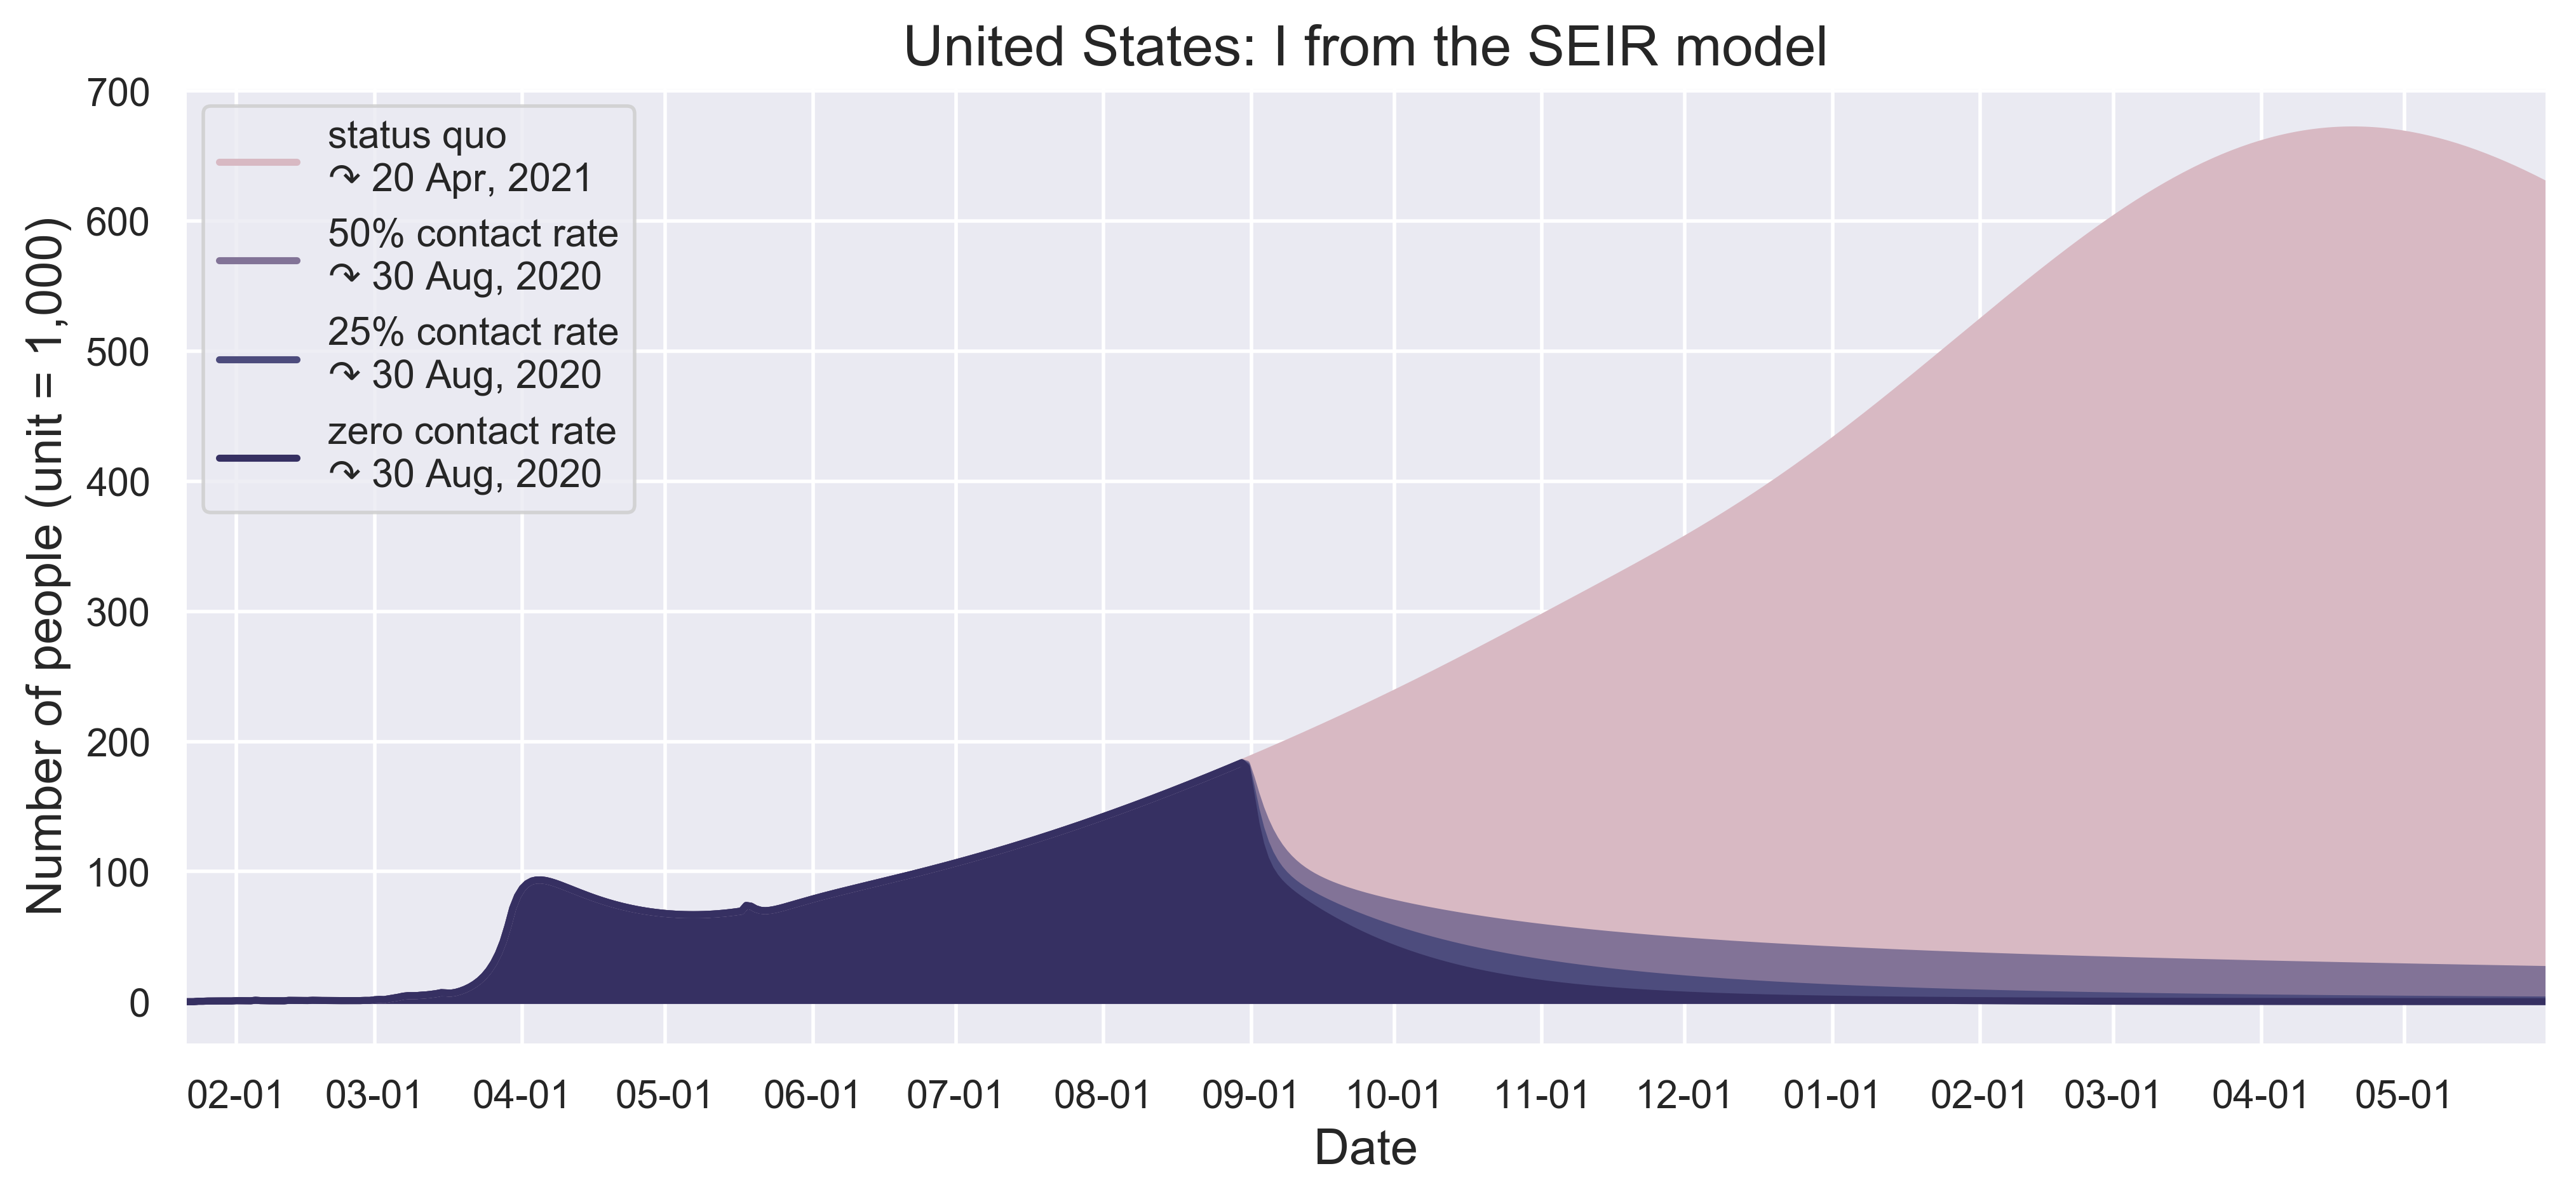 United States: I from the SEIR model
Number of people (unit = 1,000)
700
600
500
400
300
200
100
0
status quo
↷ 20 Apr, 2021
50% contact rate
↷ 30 Aug, 2020
25% contact rate
↷ 30 Aug, 2020
zero contact rate
↷ 30 Aug, 2020
02-01 03-01 04-01 05-01 06-01 07-01 08-01 09-01 10-01 11-01 12-01 01-01 02-01 03-01 04-01 05-01
Date